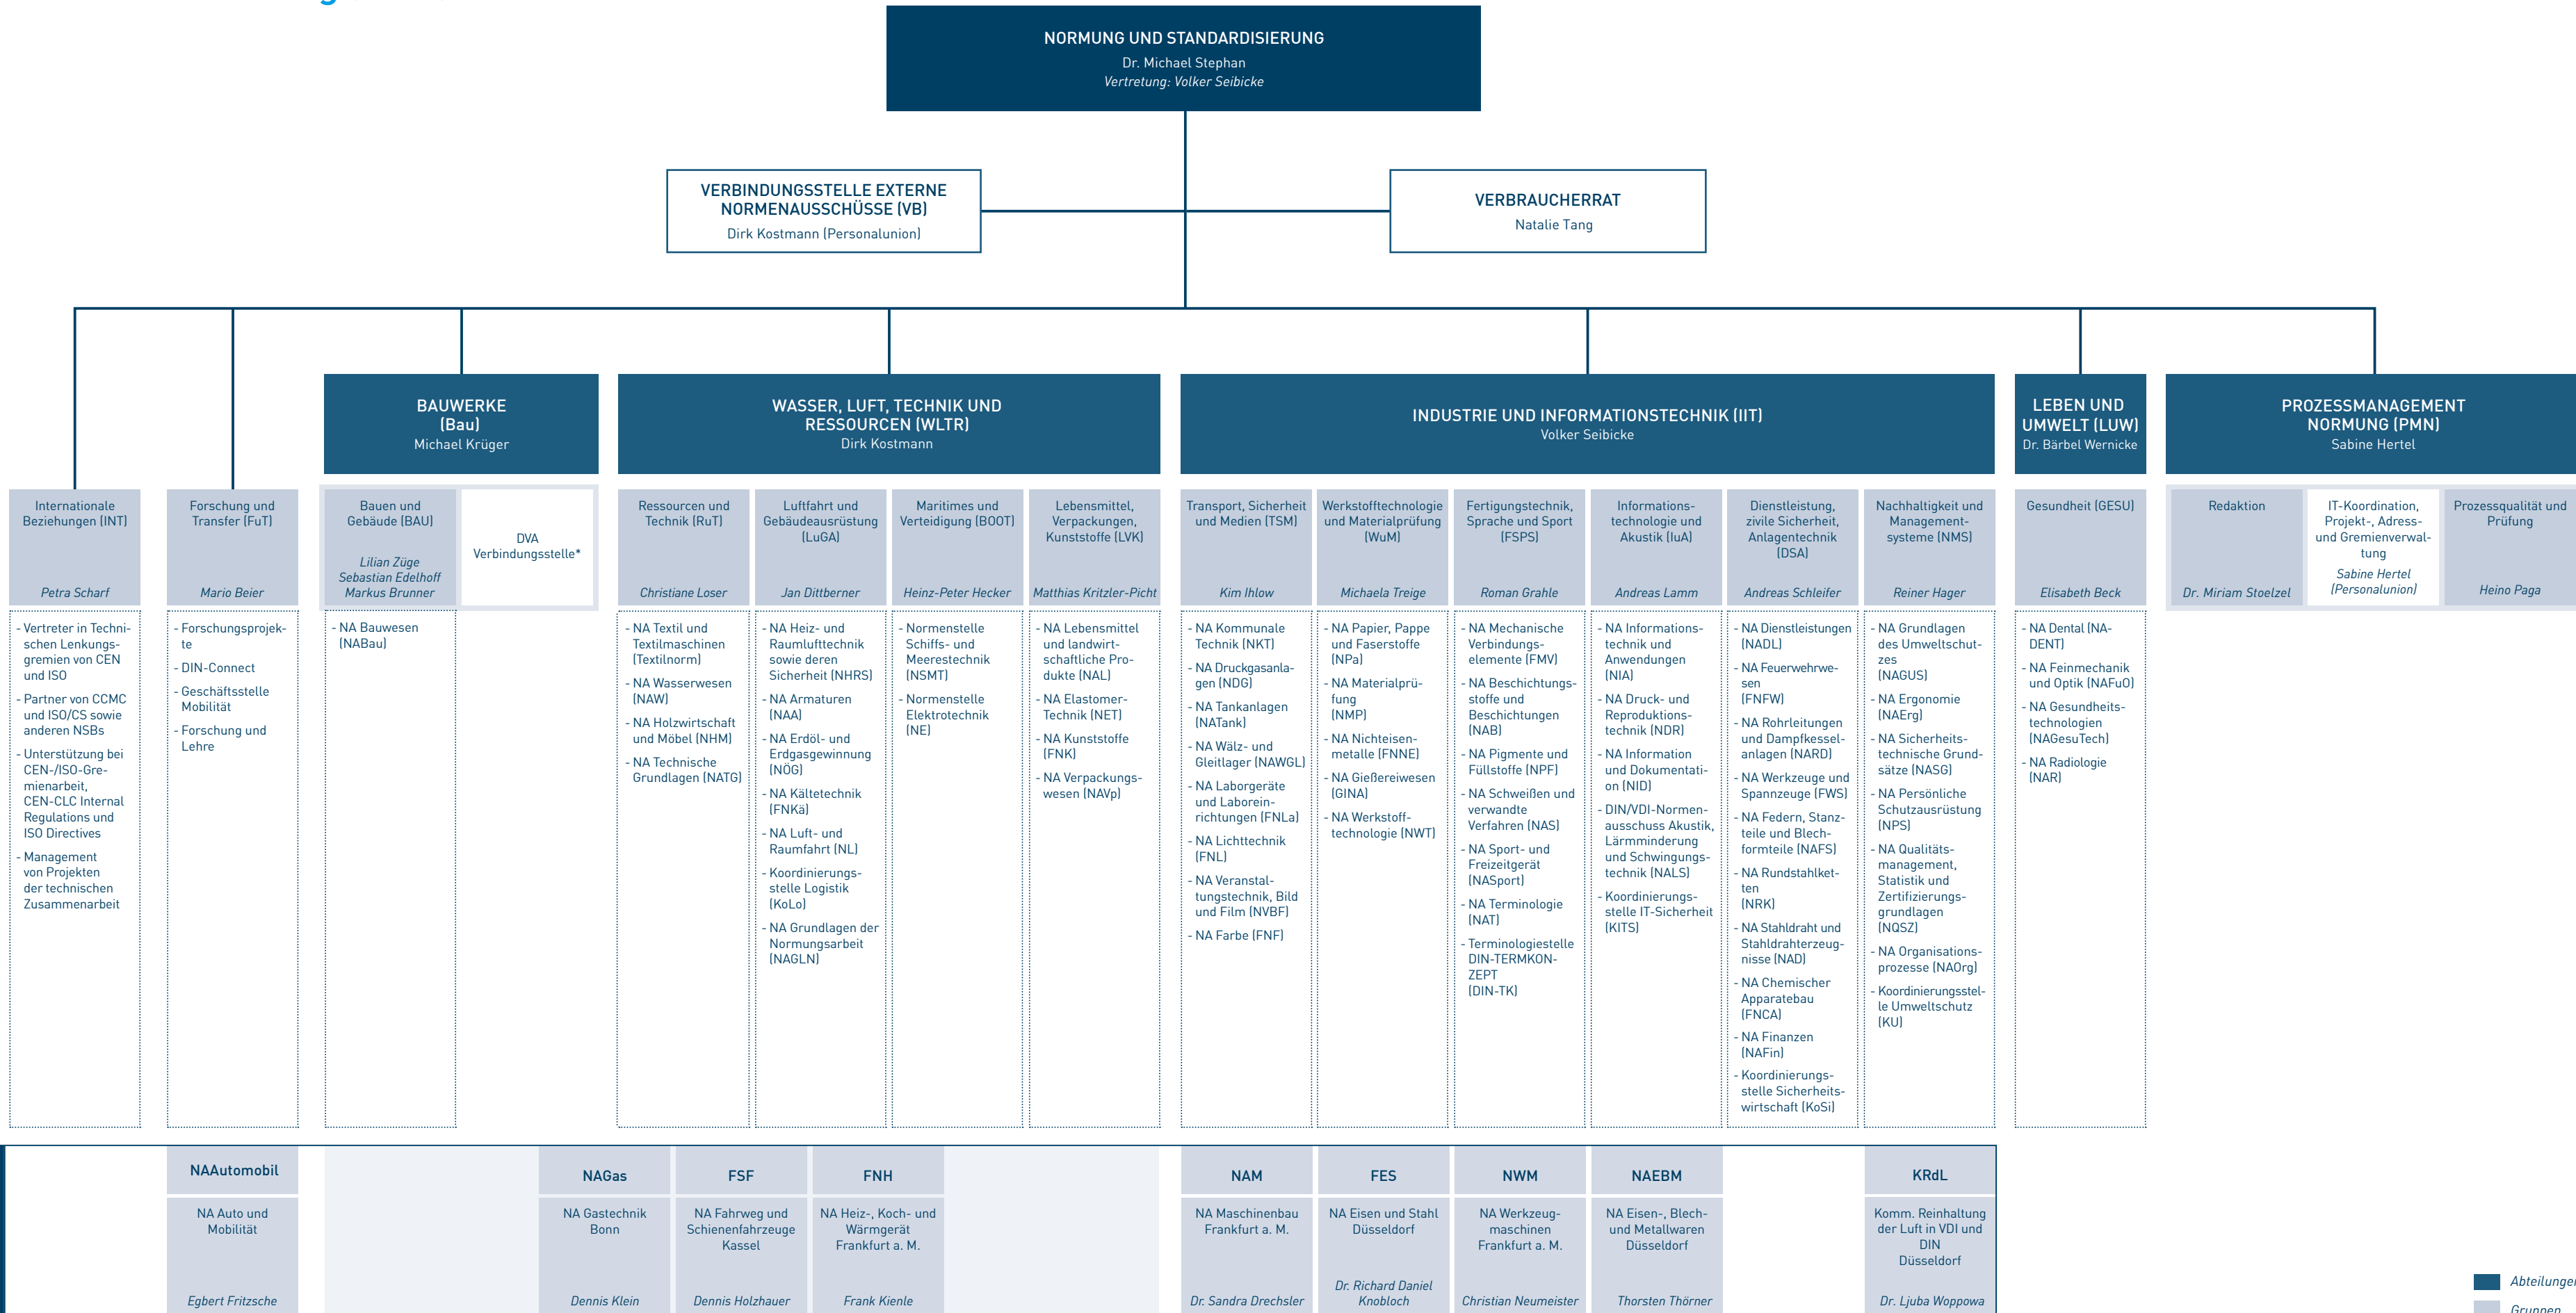 NORMUNG UND STANDARDISIERUNG
Dr. Michael Stephan
Vertretung: Volker Seibicke
VERBINDUNGSSTELLE EXTERNE
NORMENAUSSCHÜSSE (VB)
Dirk Kostmann (Personalunion)
VERBRAUCHERRAT
Natalie Tang
BAUWERKE
(Bau)
Michael Krüger
WASSER, LUFT, TECHNIK UND
RESSOURCEN (WLTR)
Dirk Kostmann
INDUSTRIE UND INFORMATIONSTECHNIK (IIT)
Volker Seibicke
LEBEN UND
UMWELT (LUW)
Dr. Bärbel Wernicke
PROZESSMANAGEMENT
NORMUNG (PMN)
Sabine Hertel
Internationale
Beziehungen (INT)
Petra Scharf
Forschung und
Transfer (FuT)
Mario Beier
Bauen und
Gebäude (BAU)
Lilian Züge
Sebastian Edelhoff
Markus Brunner
DVA
Verbindungsstelle*
Ressourcen und
Technik (RuT)
Christiane Loser
Luftfahrt und
Gebäudeausrüstung
(LuGA)
Jan Dittberner
Maritimes und
Verteidigung (BOOT)
Heinz-Peter Hecker
Lebensmittel,
Verpackungen,
Kunststoffe (LVK)
Matthias Kritzler-Picht
Transport, Sicherheit
und Medien (TSM)
Kim Ihlow
Werkstofftechnologie
und Materialprüfung
(WuM)
Michaela Treige
Fertigungstechnik,
Sprache und Sport
(FSPS)
Roman Grahle
Informations-
technologie und
Akustik (IuA)
Andreas Lamm
Dienstleistung,
zivile Sicherheit,
Anlagentechnik
(DSA)
Andreas Schleifer
Nachhaltigkeit und
Management-
systeme (NMS)
Reiner Hager
Gesundheit (GESU)
Elisabeth Beck
Redaktion
Dr. Miriam Stoelzel
IT-Koordination,
Projekt-, Adress-
und Gremienverwal-
tung
Sabine Hertel
(Personalunion)
Prozessqualität und
Prüfung
Heino Paga
- Vertreter in Techni-
schen Lenkungs-
gremien von CEN
und ISO
- Partner von CCMC
und ISO/CS sowie
anderen NSBs
- Unterstützung bei
CEN-/ISO-Gre-
mienarbeit,
CEN-CLC Internal
Regulations und
ISO Directives
- Management
von Projekten
der technischen
Zusammenarbeit
- Forschungsprojek-
te
- DIN-Connect
- Geschäftsstelle
Mobilität
- Forschung und
Lehre
- NA Bauwesen
(NABau)
- NA Textil und
Textilmaschinen
(Textilnorm)
- NA Wasserwesen
(NAW)
- NA Holzwirtschaft
und Möbel (NHM)
- NA Technische
Grundlagen (NATG)
- NA Heiz- und
Raumlufttechnik
sowie deren
Sicherheit (NHRS)
- NA Armaturen
(NAA)
- NA Erdöl- und
Erdgasgewinnung
(NÖG)
- NA Kältetechnik
(FNKä)
- NA Luft- und
Raumfahrt (NL)
- Koordinierungs-
stelle Logistik
(KoLo)
- NA Grundlagen der
Normungsarbeit
(NAGLN)
- Normenstelle
Schiffs- und
Meerestechnik
(NSMT)
- Normenstelle
Elektrotechnik
(NE)
- NA Lebensmittel
und landwirt-
schaftliche Pro-
dukte (NAL)
- NA Elastomer-
Technik (NET)
- NA Kunststoffe
(FNK)
- NA Verpackungs-
wesen (NAVp)
- NA Kommunale
Technik (NKT)
- NA Druckgasanla-
gen (NDG)
- NA Tankanlagen
(NATank)
- NA Wälz- und
Gleitlager (NAWGL)
- NA Laborgeräte
und Laborein-
richtungen (FNLa)
- NA Lichttechnik
(FNL)
- NA Veranstal-
tungstechnik, Bild
und Film (NVBF)
- NA Farbe (FNF)
- NA Papier, Pappe
und Faserstoffe
(NPa)
- NA Materialprü-
fung
(NMP)
- NA Nichteisen-
metalle (FNNE)
- NA Gießereiwesen
(GINA)
- NA Werkstoff-
technologie (NWT)
- NA Mechanische
Verbindungs-
elemente (FMV)
- NA Beschichtungs-
stoffe und
Beschichtungen
(NAB)
- NA Pigmente und
Füllstoffe (NPF)
- NA Schweißen und
verwandte
Verfahren (NAS)
- NA Sport- und
Freizeitgerät
(NASport)
- NA Terminologie
(NAT)
- Terminologiestelle
DIN-TERMKON-
ZEPT
(DIN-TK)
- NA Informations-
technik und
Anwendungen
(NIA)
- NA Druck- und
Reproduktions-
technik (NDR)
- NA Information
und Dokumentati-
on (NID)
- DIN/VDI-Normen-
ausschuss Akustik,
Lärmminderung
und Schwingungs-
technik (NALS)
- Koordinierungs-
stelle IT-Sicherheit
(KITS)
- NA Dienstleistungen
(NADL)
- NA Feuerwehrwe-
sen
(FNFW)
- NA Rohrleitungen
und Dampfkessel-
anlagen (NARD)
- NA Werkzeuge und
Spannzeuge (FWS)
- NA Federn, Stanz-
teile und Blech-
formteile (NAFS)
- NA Rundstahlket-
ten
(NRK)
- NA Stahldraht und
Stahldrahterzeug-
nisse (NAD)
- NA Chemischer
Apparatebau
(FNCA)
- NA Finanzen
(NAFin)
- Koordinierungs-
stelle Sicherheits-
wirtschaft (KoSi)
- NA Grundlagen
des Umweltschut-
zes
(NAGUS)
- NA Ergonomie
(NAErg)
- NA Sicherheits-
technische Grund-
sätze (NASG)
- NA Persönliche
Schutzausrüstung
(NPS)
- NA Qualitäts-
management,
Statistik und
Zertifizierungs-
grundlagen
(NQSZ)
- NA Organisations-
prozesse (NAOrg)
- Koordinierungsstel-
le Umweltschutz
(KU)
- NA Dental (NA-
DENT)
- NA Feinmechanik
und Optik (NAFuO)
- NA Gesundheits-
technologien
(NAGesuTech)
- NA Radiologie
(NAR)
NAAutomobil
NA Auto und
Mobilität
Egbert Fritzsche
NAGas
NA Gastechnik
Bonn
Dennis Klein
FSF
NA Fahrweg und
Schienenfahrzeuge
Kassel
Dennis Holzhauer
FNH
NA Heiz-, Koch- und
Wärmgerät
Frankfurt a. M.
Frank Kienle
NAM
NA Maschinenbau
Frankfurt a. M.
Dr. Sandra Drechsler
FES
NA Eisen und Stahl
Düsseldorf
Dr. Richard Daniel
Knobloch
NWM
NA Werkzeug-
maschinen
Frankfurt a. M.
Christian Neumeister
NAEBM
NA Eisen-, Blech-
und Metallwaren
Düsseldorf
Thorsten Thörner
KRdL
Komm. Reinhaltung
der Luft in VDI und
DIN
Düsseldorf
Dr. Ljuba Woppowa
Abteilungen
Gruppen